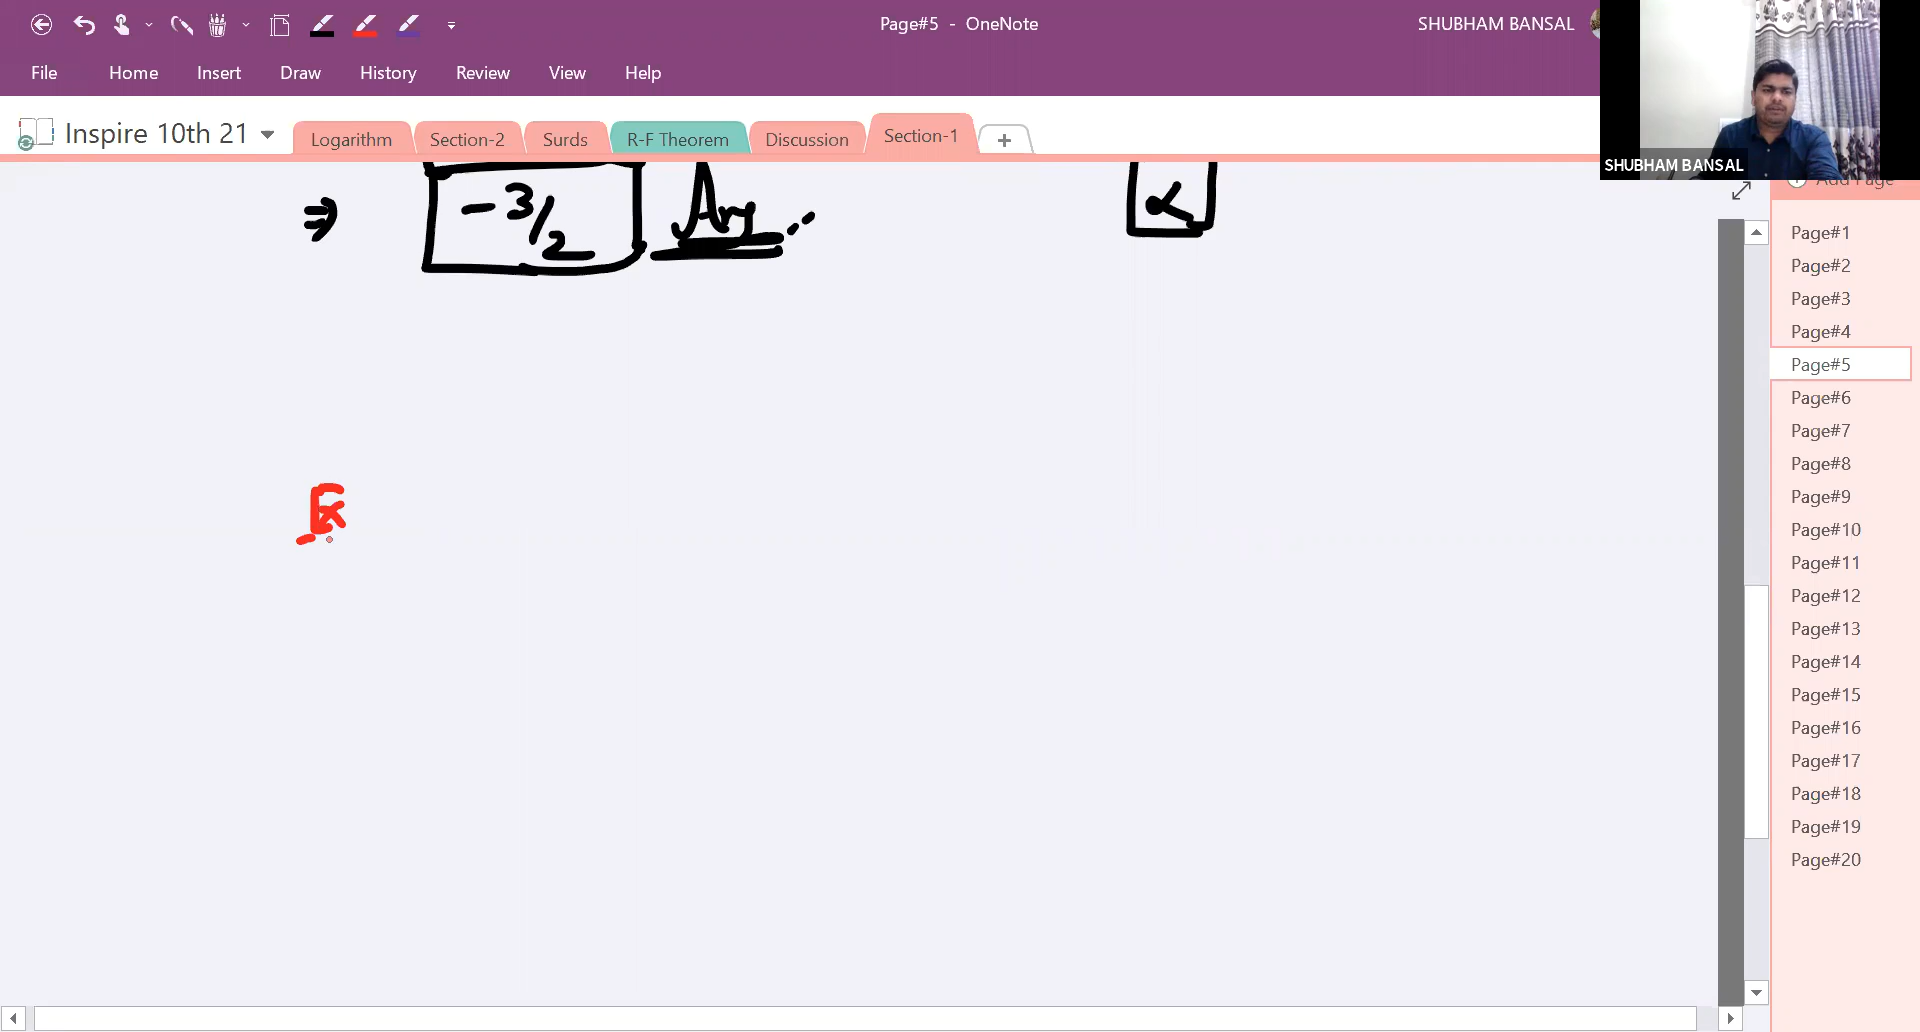 Page#5 - OneNote
SHUBHAM BANSAL
File Home Insert Draw History Review View Help
SHUBHAM BANSAL
Inspire 10th 21
Logarithm Section-2 Surds R-F Theorem Discussion Section-1 +
Add Page
⇒ -3/2 Ans
α
Ex
Page#1
Page#2
Page#3
Page#4
Page#5
Page#6
Page#7
Page#8
Page#9
Page#10
Page#11
Page#12
Page#13
Page#14
Page#15
Page#16
Page#17
Page#18
Page#19
Page#20